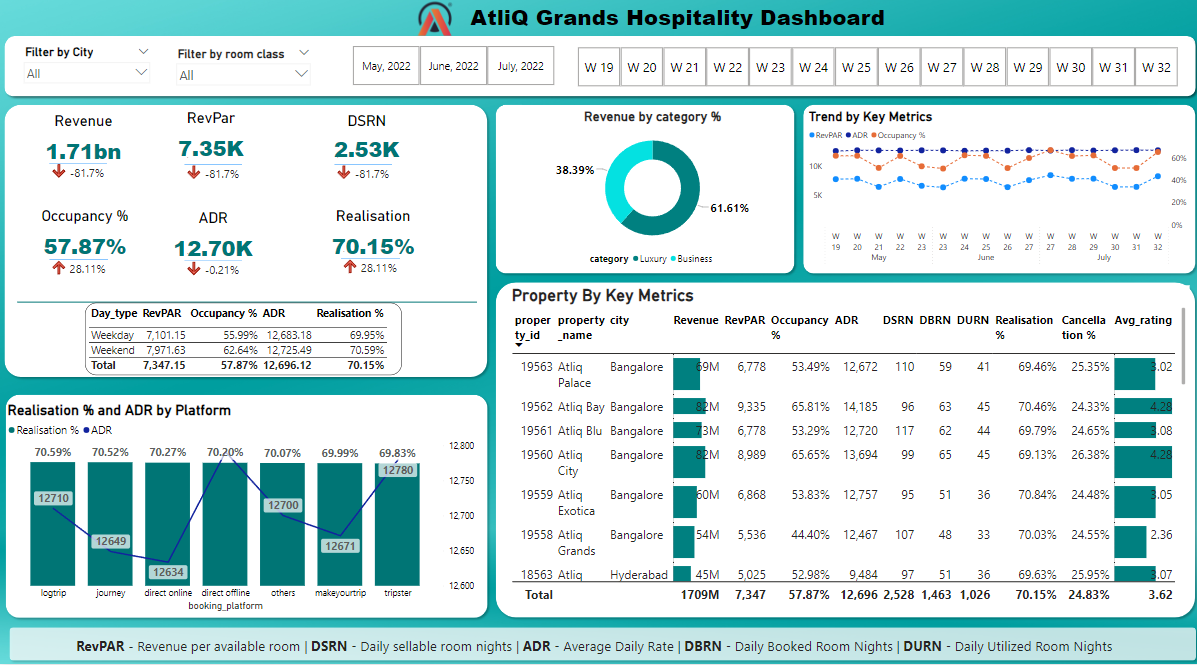 AtliQ Grands Hospitality Dashboard
Filter by City
All
Filter by room class
All
May, 2022 June, 2022 July, 2022
W 19 W 20 W 21 W 22 W 23 W 24 W 25 W 26 W 27 W 28 W 29 W 30 W 31 W 32
Revenue
1.71bn
-81.7%
RevPar
7.35K
-81.7%
DSRN
2.53K
-81.7%
Occupancy %
57.87%
28.11%
ADR
12.70K
-0.21%
Realisation
70.15%
28.11%
Day_type RevPAR Occupancy % ADR Realisation %
Weekday 7,101.15 55.99% 12,683.18 69.95%
Weekend 7,971.63 62.64% 12,725.49 70.59%
Total 7,347.15 57.87% 12,696.12 70.15%
Revenue by category %
38.39%
61.61%
category Luxury Business
Trend by Key Metrics
RevPAR ADR Occupancy %
10K
5K
60%
40%
20%
0%
W W W W W W W W W W W W W W W W
19 20 21 22 23 23 24 25 26 27 27 28 29 30 31 32
May June July
Realisation % and ADR by Platform
Realisation % ADR
70.59% 70.52% 70.27% 70.20% 70.07% 69.99% 69.83%
12710
12649
12634
12700
12671
12780
12.800
12.750
12.700
12.650
12.600
logtrip journey direct online direct offline others makeyourtrip tripster
booking_platform
Property By Key Metrics
proper property city Revenue RevPAR Occupancy ADR DSRN DBRN DURN Realisation Cancella Avg_rating
ty_id _name % % tion %
19563 Atliq Bangalore 69M 6,778 53.49% 12,672 110 59 41 69.46% 25.35% 3.02
Palace
19562 Atliq Bay Bangalore 82M 9,335 65.81% 14,185 96 63 45 70.46% 24.33% 4.28
19561 Atliq Blu Bangalore 73M 6,778 53.29% 12,720 117 62 44 69.79% 24.65% 3.08
19560 Atliq Bangalore 82M 8,989 65.65% 13,694 99 65 45 69.13% 26.38% 4.28
City
19559 Atliq Bangalore 60M 6,868 53.83% 12,757 95 51 36 70.84% 24.48% 3.05
Exotica
19558 Atliq Bangalore 54M 5,536 44.40% 12,467 107 48 33 70.03% 24.55% 2.36
Grands
18563 Atliq Hyderabad 45M 5,025 52.98% 9,484 97 51 36 69.63% 25.95% 3.07
Total 1709M 7,347 57.87% 12,696 2,528 1,463 1,026 70.15% 24.83% 3.62
RevPAR - Revenue per available room | DSRN - Daily sellable room nights | ADR - Average Daily Rate | DBRN - Daily Booked Room Nights | DURN - Daily Utilized Room Nights